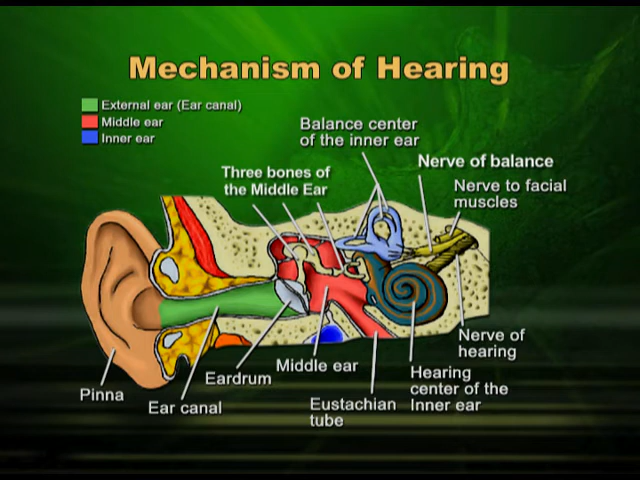 Mechanism of Hearing
External ear (Ear canal)
Middle ear
Inner ear
Balance center
of the inner ear
Nerve of balance
Three bones of
the Middle Ear
Nerve to facial
muscles
Nerve of
hearing
Middle ear
Eardrum
Hearing
center of the
Inner ear
Pinna
Ear canal
Eustachian
tube